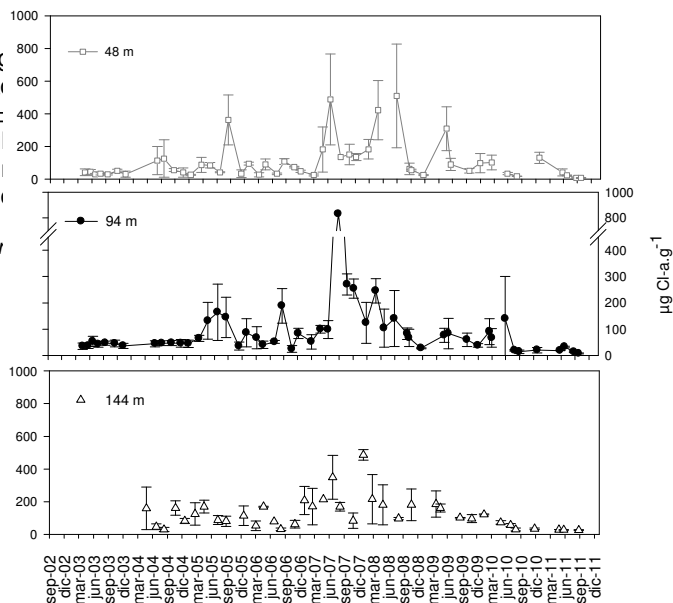 1000
800
600
400
200
0
48 m
1000
800
400
300
200
100
0
94 m
µg Cl-a.g-1
1000
800
600
400
200
0
144 m
sep-02
dic-02
mar-03
jun-03
sep-03
dic-03
mar-04
jun-04
sep-04
dic-04
mar-05
jun-05
sep-05
dic-05
mar-06
jun-06
sep-06
dic-06
mar-07
jun-07
sep-07
dic-07
mar-08
jun-08
sep-08
dic-08
mar-09
jun-09
sep-09
dic-09
mar-10
jun-10
sep-10
dic-10
mar-11
jun-11
sep-11
dic-11